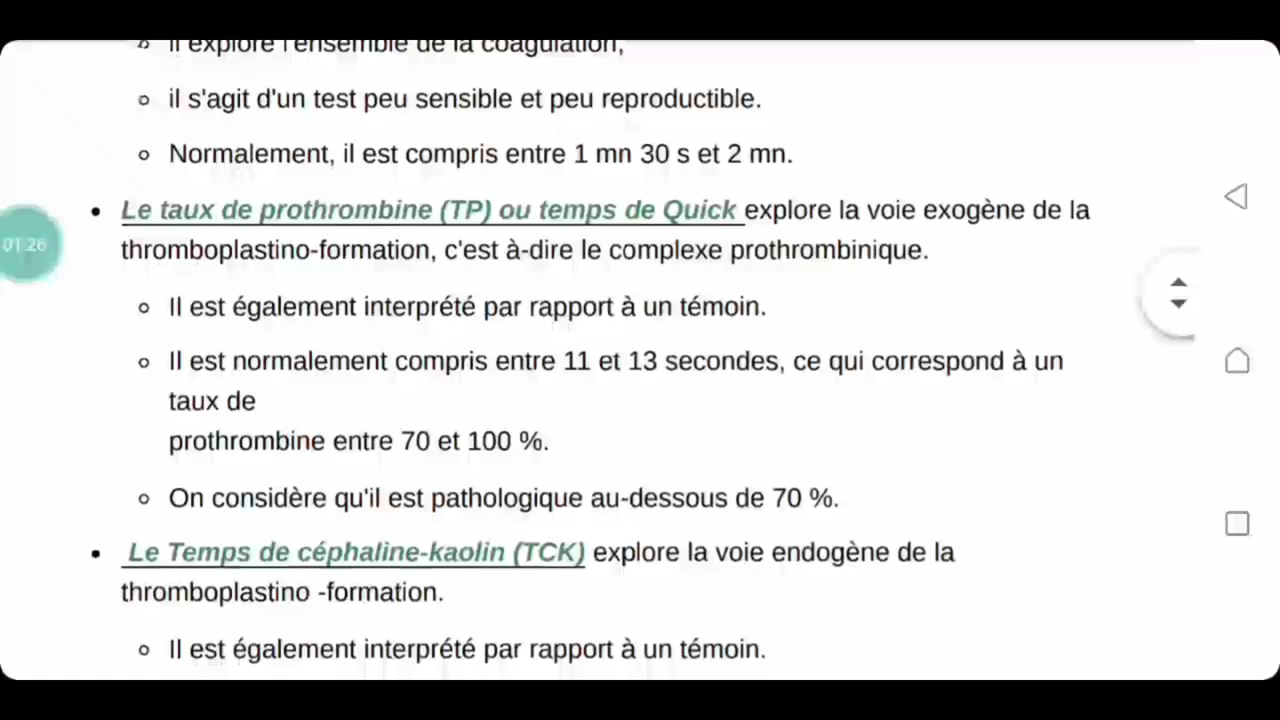 il explore l'ensemble de la coagulation,
il s'agit d'un test peu sensible et peu reproductible.
Normalement, il est compris entre 1 mn 30 s et 2 mn.
Le taux de prothrombine (TP) ou temps de Quick explore la voie exogène de la
thromboplastino-formation, c'est à-dire le complexe prothrombinique.
01:26
Il est également interprété par rapport à un témoin.
Il est normalement compris entre 11 et 13 secondes, ce qui correspond à un
taux de
prothrombine entre 70 et 100 %.
On considère qu'il est pathologique au-dessous de 70 %.
Le Temps de céphaline-kaolin (TCK) explore la voie endogène de la
thromboplastino -formation.
Il est également interprété par rapport à un témoin.